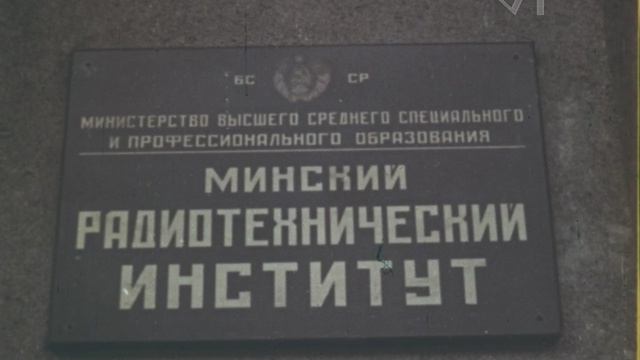 БС СР
МИНИСТЕРСТВО ВЫСШЕГО СРЕДНЕГО СПЕЦИАЛЬНОГО
И ПРОФЕССИОНАЛЬНОГО ОБРАЗОВАНИЯ
МИНСКИЙ
РАДИОТЕХНИЧЕСКИЙ
ИНСТИТУТ